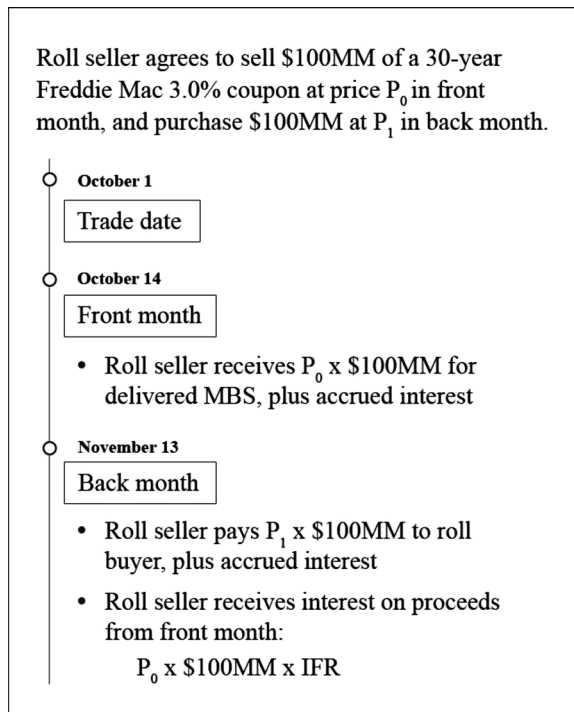 Roll seller agrees to sell $100MM of a 30-year
Freddie Mac 3.0% coupon at price P₀ in front
month, and purchase $100MM at P₁ in back month.
October 1
Trade date
October 14
Front month
• Roll seller receives P₀ x $100MM for
delivered MBS, plus accrued interest
November 13
Back month
• Roll seller pays P₁ x $100MM to roll
buyer, plus accrued interest
• Roll seller receives interest on proceeds
from front month:
P₀ x $100MM x IFR